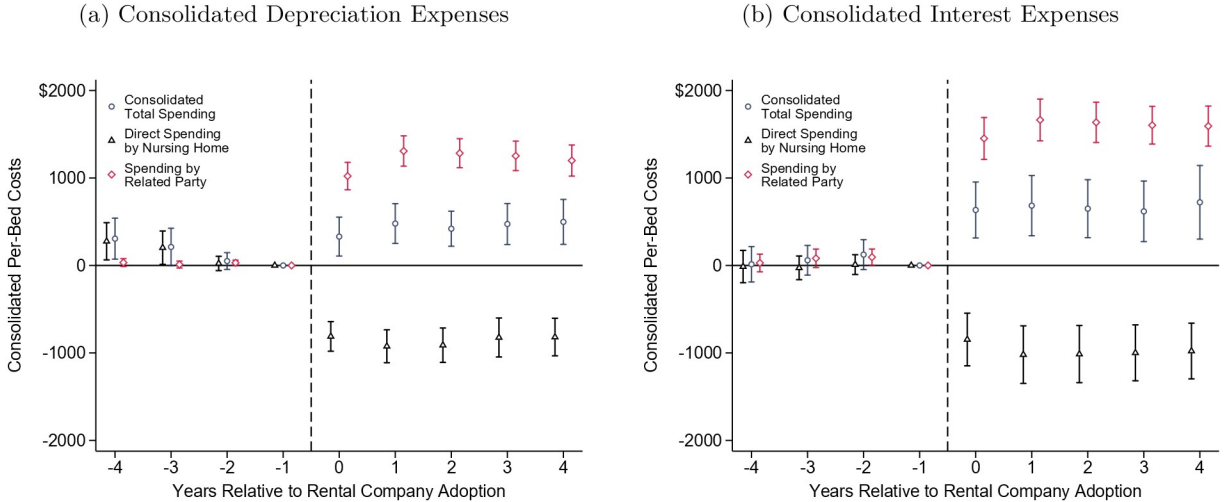 (a) Consolidated Depreciation Expenses
Consolidated Per-Bed Costs
$2000
1000
0
-1000
-2000
Consolidated
Total Spending
Direct Spending
by Nursing Home
Spending by
Related Party
-4 -3 -2 -1 0 1 2 3 4
Years Relative to Rental Company Adoption
(b) Consolidated Interest Expenses
Consolidated Per-Bed Costs
$2000
1000
0
-1000
-2000
Consolidated
Total Spending
Direct Spending
by Nursing Home
Spending by
Related Party
-4 -3 -2 -1 0 1 2 3 4
Years Relative to Rental Company Adoption